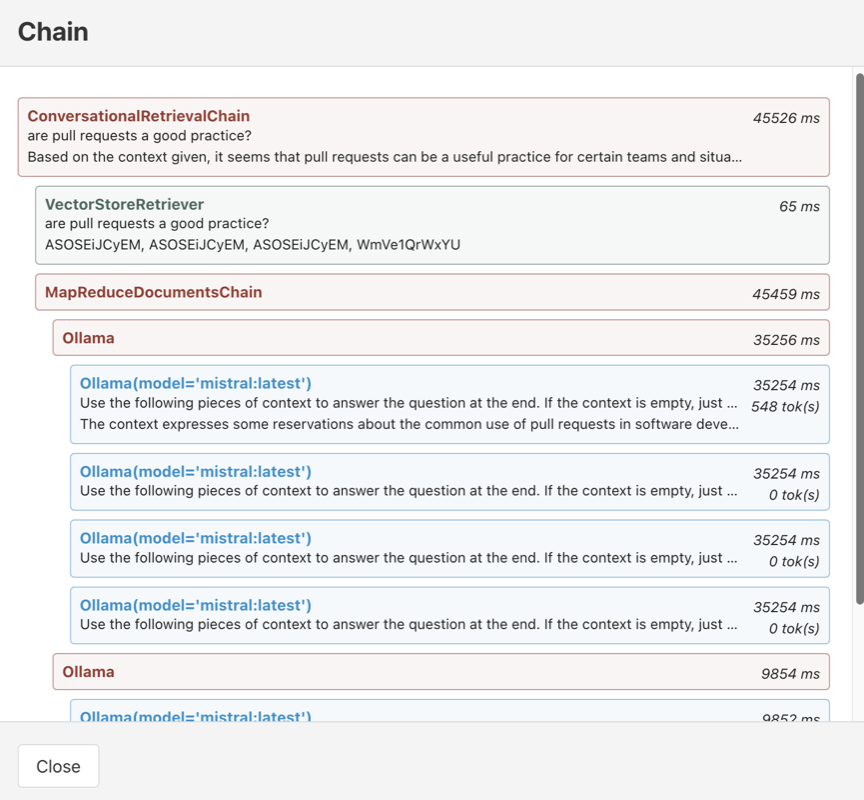 Chain
ConversationalRetrievalChain
45526 ms
are pull requests a good practice?
Based on the context given, it seems that pull requests can be a useful practice for certain teams and situa...
VectorStoreRetriever
65 ms
are pull requests a good practice?
ASOSEiJCyEM, ASOSEiJCyEM, ASOSEiJCyEM, WmVe1QrWxYU
MapReduceDocumentsChain
45459 ms
Ollama
35256 ms
Ollama(model='mistral:latest')
35254 ms
Use the following pieces of context to answer the question at the end. If the context is empty, just ...
548 tok(s)
The context expresses some reservations about the common use of pull requests in software deve...
Ollama(model='mistral:latest')
35254 ms
Use the following pieces of context to answer the question at the end. If the context is empty, just ...
0 tok(s)
Ollama(model='mistral:latest')
35254 ms
Use the following pieces of context to answer the question at the end. If the context is empty, just ...
0 tok(s)
Ollama(model='mistral:latest')
35254 ms
Use the following pieces of context to answer the question at the end. If the context is empty, just ...
0 tok(s)
Ollama
9854 ms
Ollama(model='mistral:latest')
9852 ms
Close